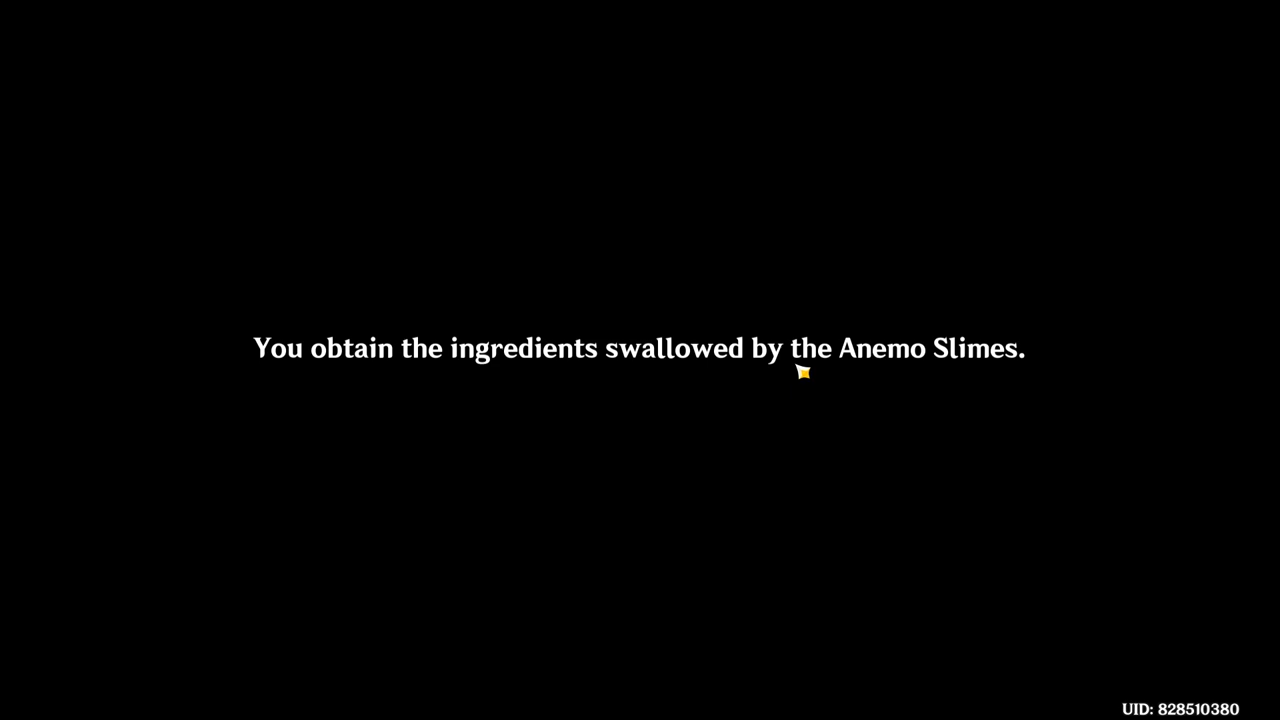 You obtain the ingredients swallowed by the Anemo Slimes.
UID: 828510380